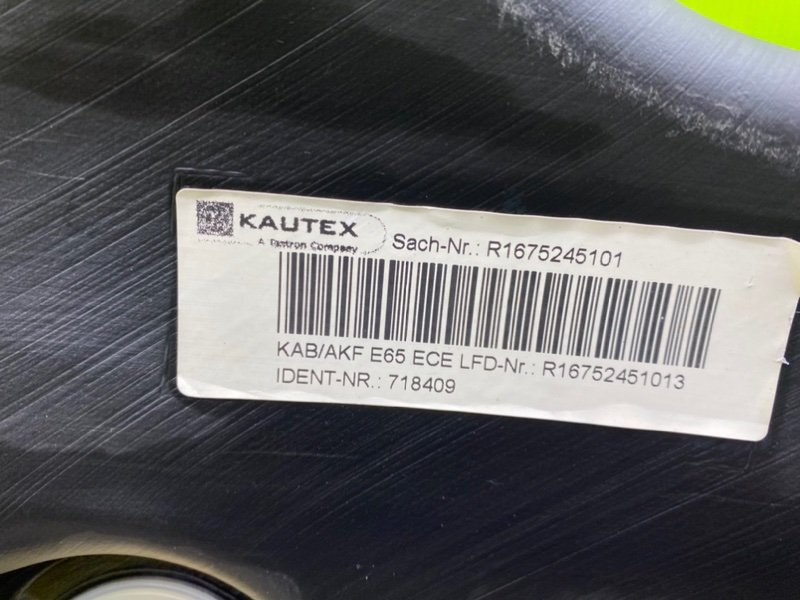 KAUTEX
A Textron Company
Sach-Nr.: R1675245101
KAB/AKF E65 ECE LFD-Nr.: R16752451013
IDENT-NR.: 718409